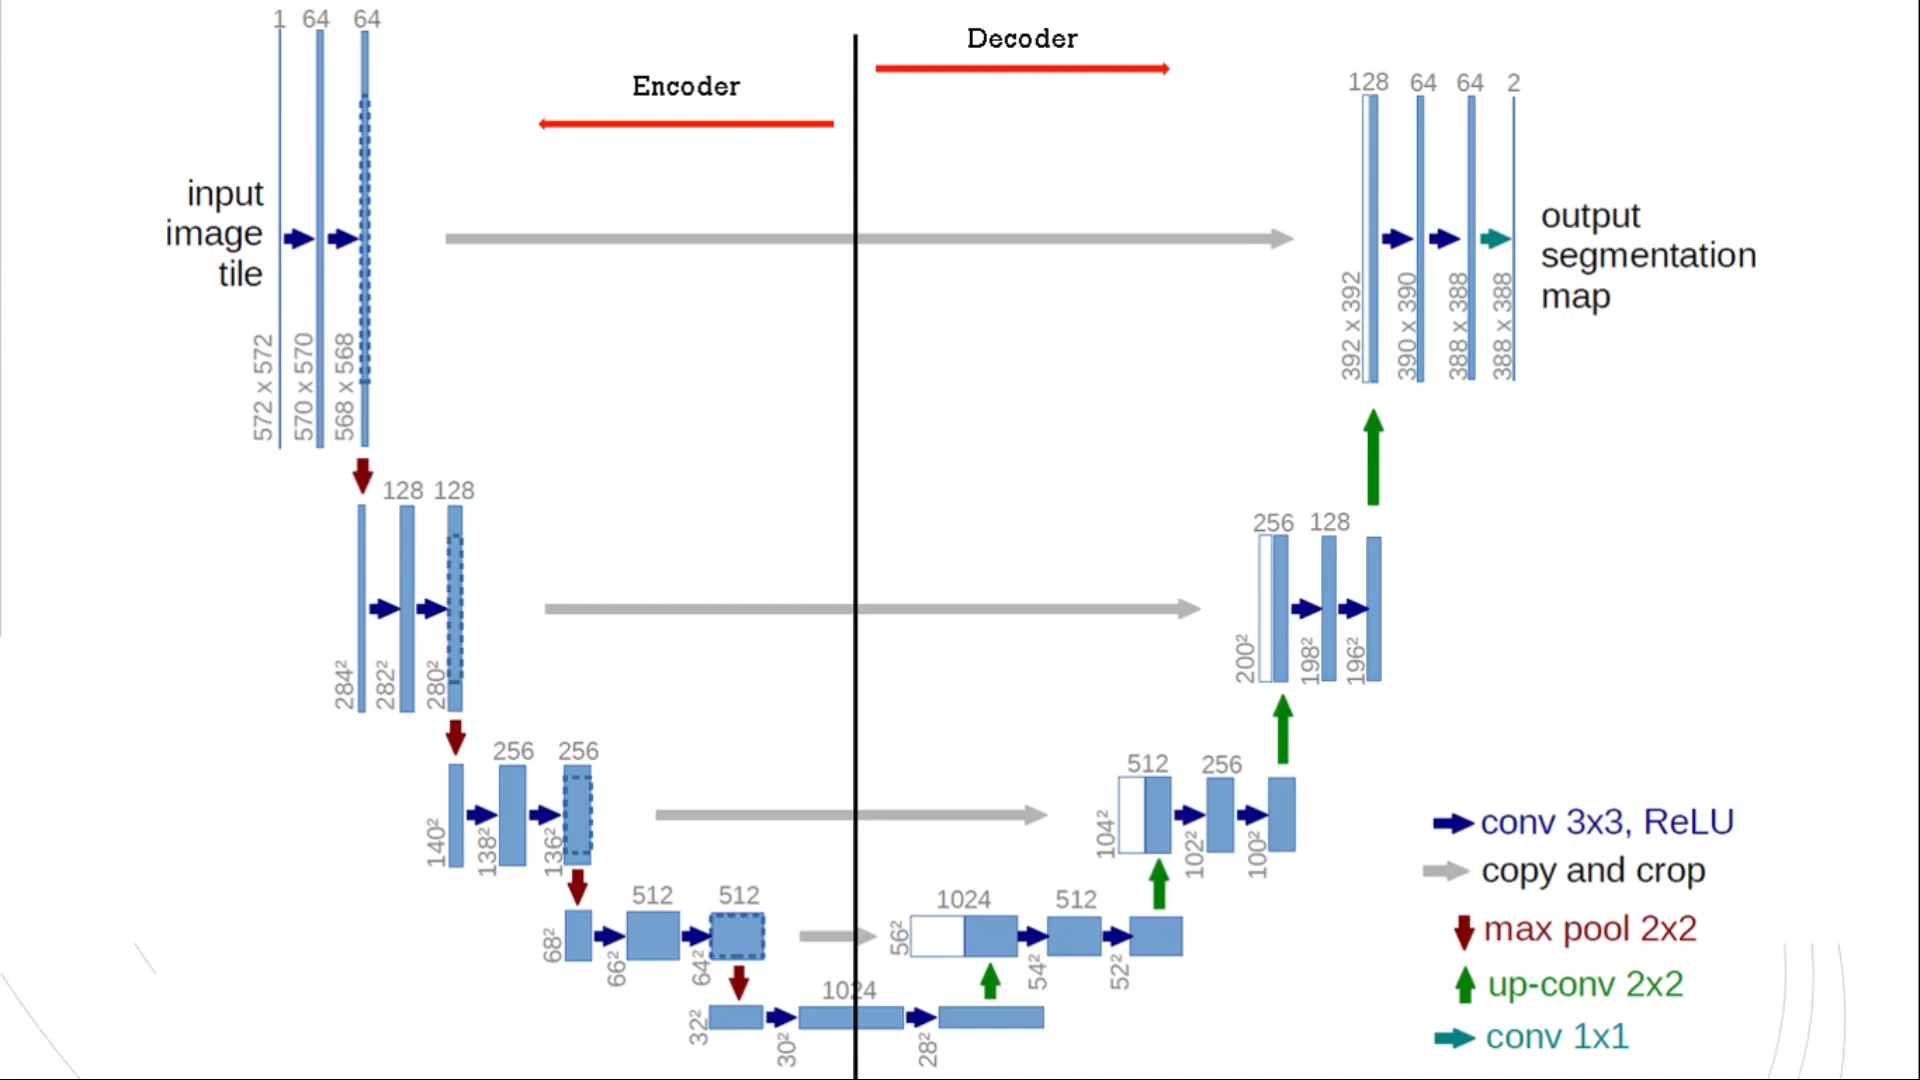 1 64 64
Decoder
Encoder
128 64 64 2
input
image
tile
output
segmentation
map
572 x 572
570 x 570
568 x 568
392 x 392
390 x 390
388 x 388
388 x 388
128 128
256 128
284²
282²
280²
200²
198²
196²
256 256
512 256
140²
138²
136²
104²
102²
100²
512 512
1024 512
68²
66²
64²
56²
54²
52²
1024
32²
30²
28²
conv 3x3, ReLU
copy and crop
max pool 2x2
up-conv 2x2
conv 1x1